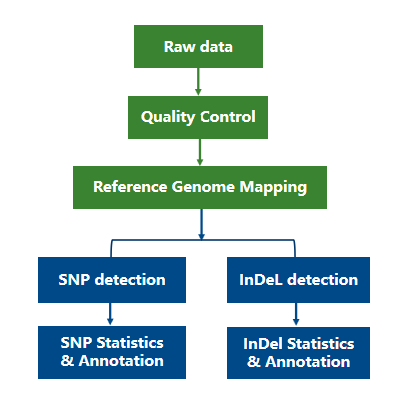 Raw data
Quality Control
Reference Genome Mapping
SNP detection
InDeL detection
SNP Statistics
& Annotation
InDel Statistics
& Annotation